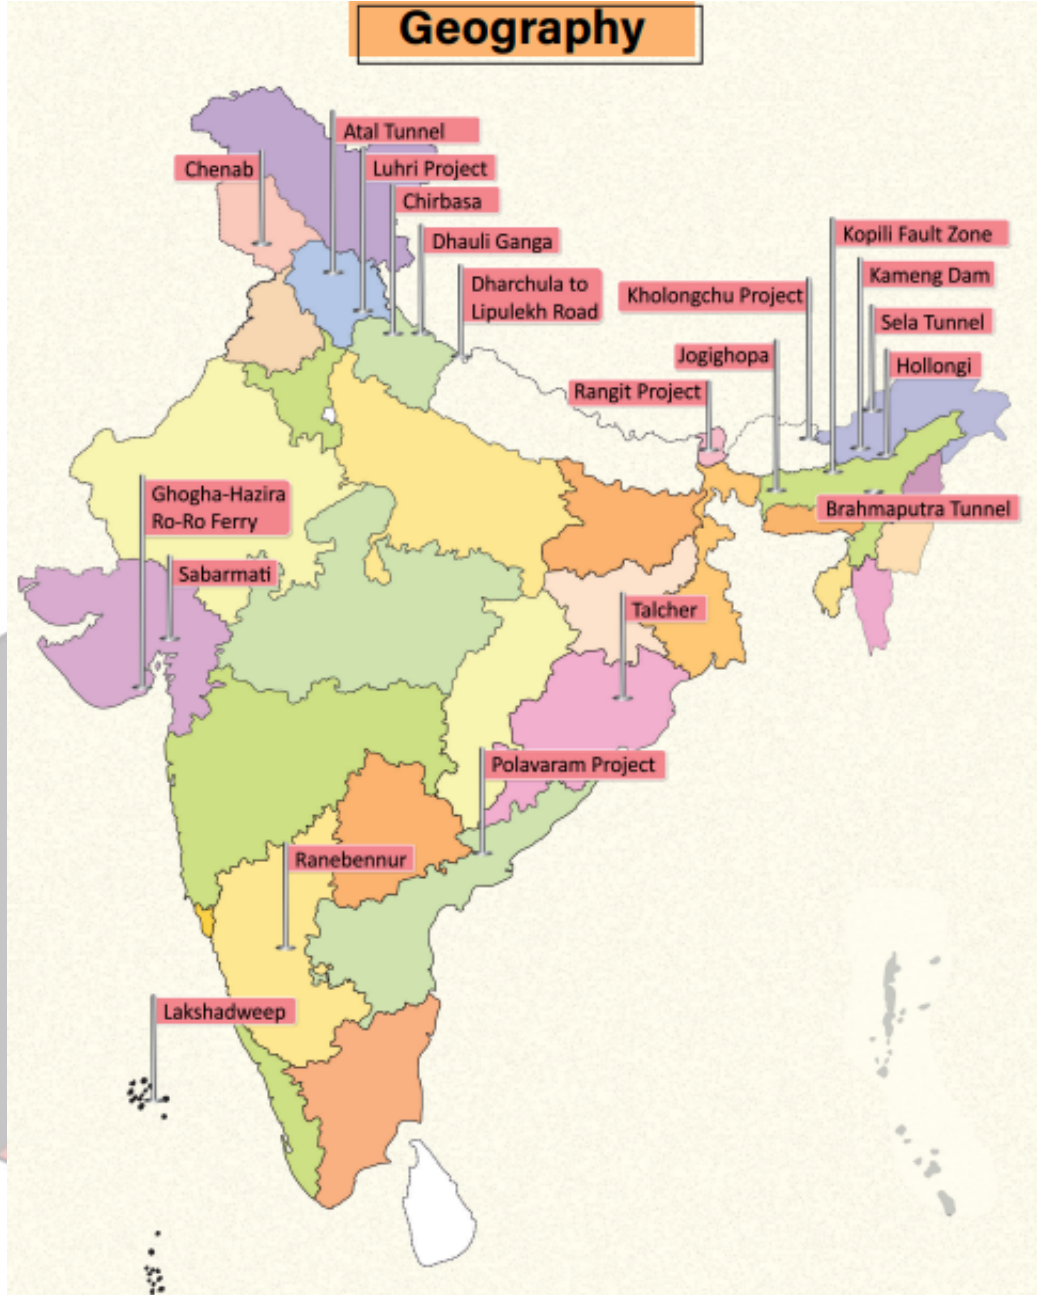 Geography
Atal Tunnel
Chenab
Luhri Project
Chirbasa
Dhauli Ganga
Dharchula to
Lipulekh Road
Kopili Fault Zone
Kameng Dam
Kholongchu Project
Sela Tunnel
Jogighopa
Hollongi
Rangit Project
Ghogha-Hazira
Ro-Ro Ferry
Brahmaputra Tunnel
Sabarmati
Talcher
Polavaram Project
Ranebennur
Lakshadweep